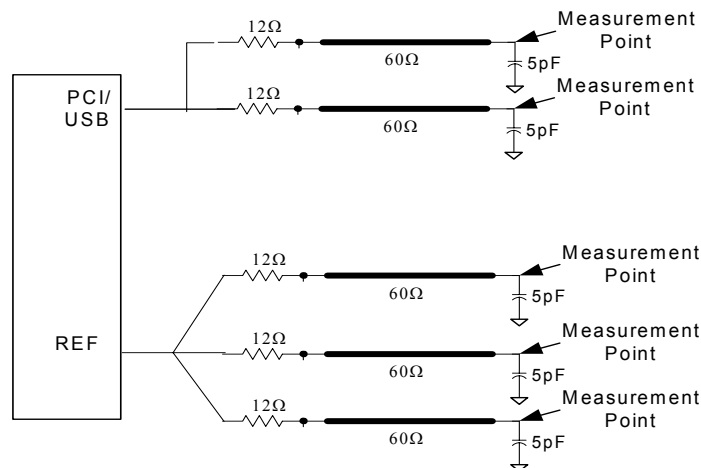 12Ω
Measurement
Point
60Ω
5pF
PCI/
USB
12Ω
Measurement
Point
60Ω
5pF
12Ω
Measurement
Point
60Ω
5pF
REF
12Ω
Measurement
Point
60Ω
5pF
12Ω
Measurement
Point
60Ω
5pF